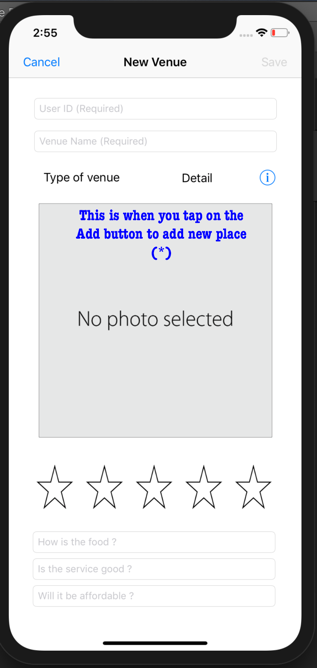 2:55
Cancel New Venue Save
User ID (Required)
Venue Name (Required)
Type of venue Detail
This is when you tap on the
Add button to add new place
(*)
No photo selected
How is the food ?
Is the service good ?
Will it be affordable ?